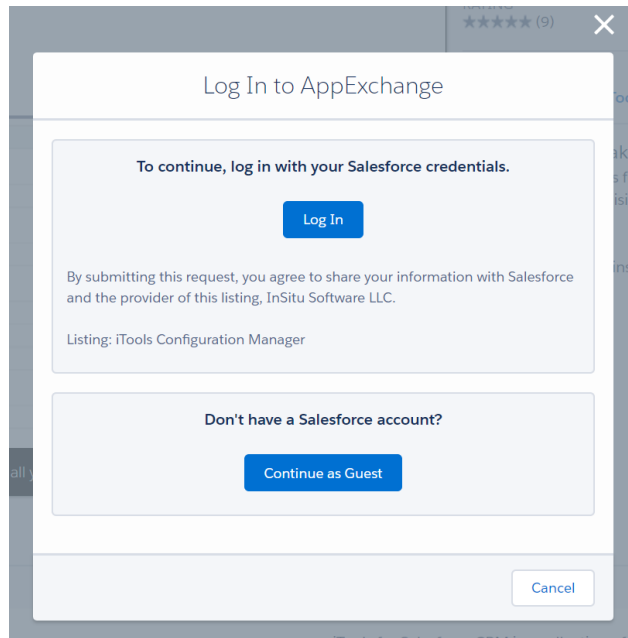 (9)
Log In to AppExchange
To continue, log in with your Salesforce credentials.
Log In
By submitting this request, you agree to share your information with Salesforce
and the provider of this listing, InSitu Software LLC.
Listing: iTools Configuration Manager
Don't have a Salesforce account?
Continue as Guest
all
Cancel